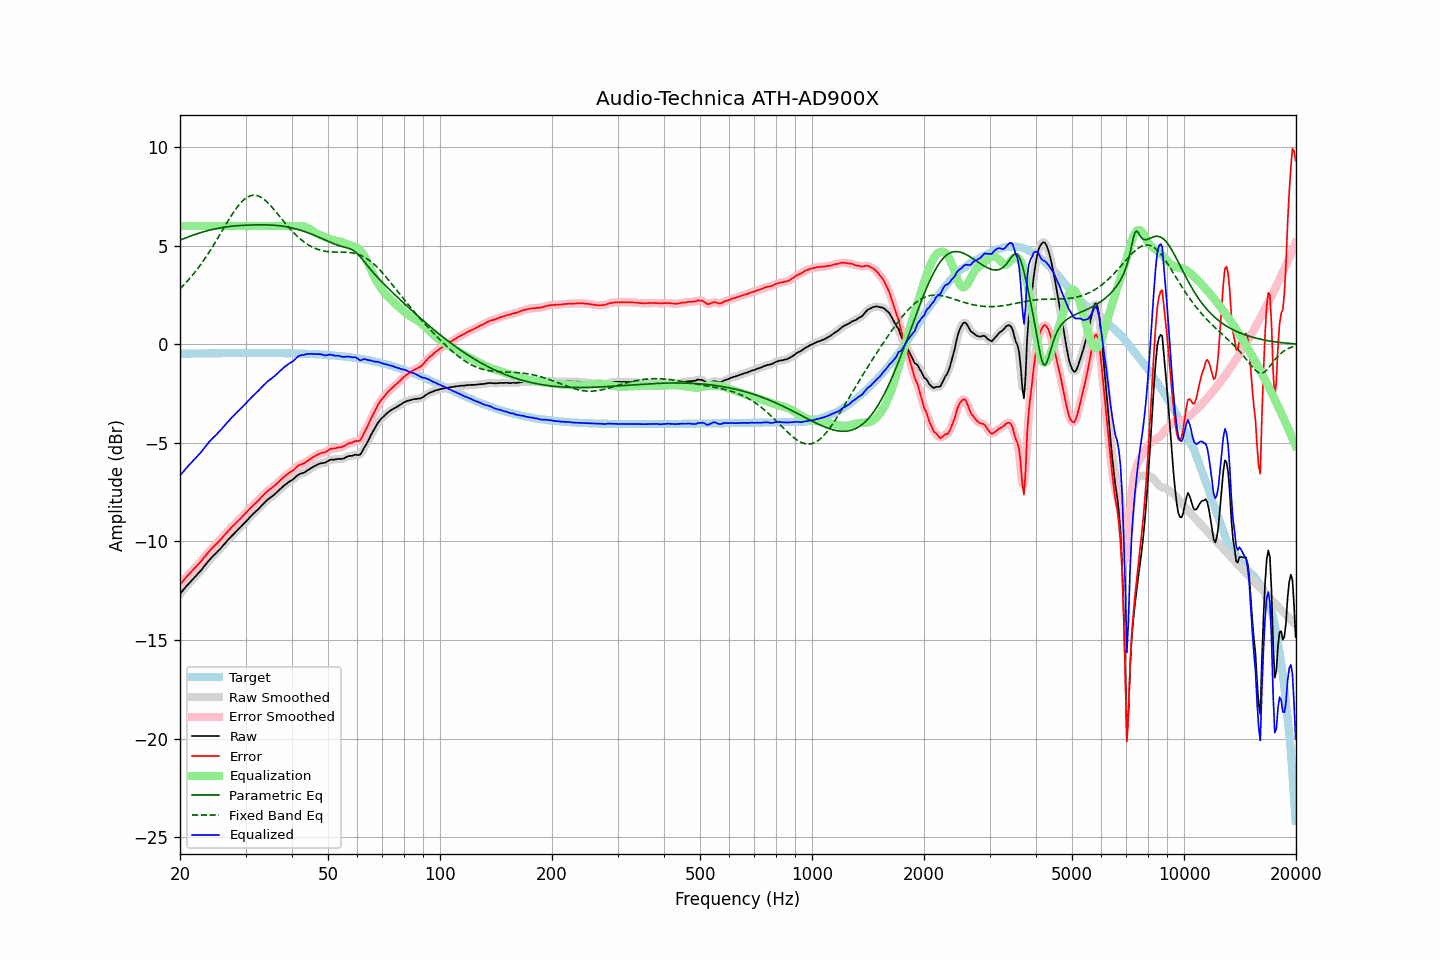 Audio-Technica ATH-AD900X
Amplitude (dBr)
10
5
0
−5
−10
−15
−20
−25
Target
Raw Smoothed
Error Smoothed
Raw
Error
Equalization
Parametric Eq
Fixed Band Eq
Equalized
20 50 100 200 500 1000 2000 5000 10000 20000
Frequency (Hz)